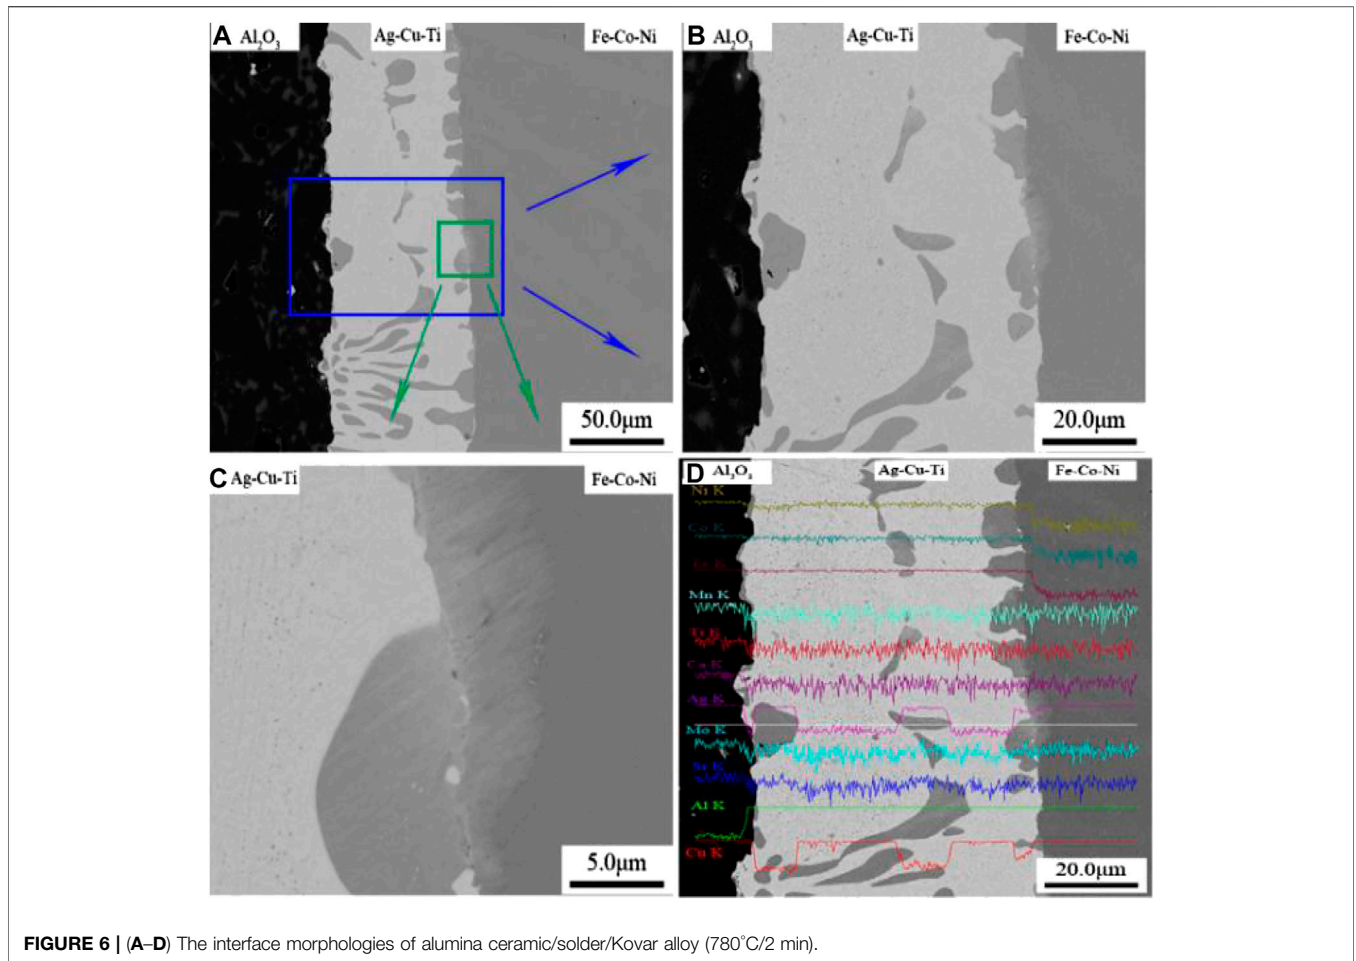 A Al₂O₃ Ag-Cu-Ti Fe-Co-Ni
50.0μm
B Al₂O₃ Ag-Cu-Ti Fe-Co-Ni
20.0μm
C Ag-Cu-Ti Fe-Co-Ni
5.0μm
D Ag-Cu-Ti Fe-Co-Ni
Ni K
Co K
Fe K
Mn K
Ti K
Ca K
Ag K
Mo K
Al K
Cu K
20.0μm
FIGURE 6 | (A–D) The interface morphologies of alumina ceramic/solder/Kovar alloy (780°C/2 min).